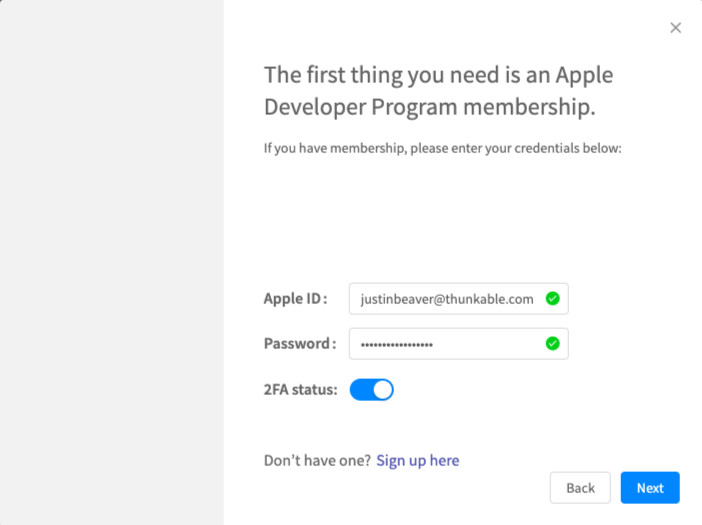 The first thing you need is an Apple
Developer Program membership.
If you have membership, please enter your credentials below:
Apple ID :
justinbeaver@thunkable.com
Password :
•••••••••••••••••
2FA status:
Don’t have one? Sign up here
Back
Next